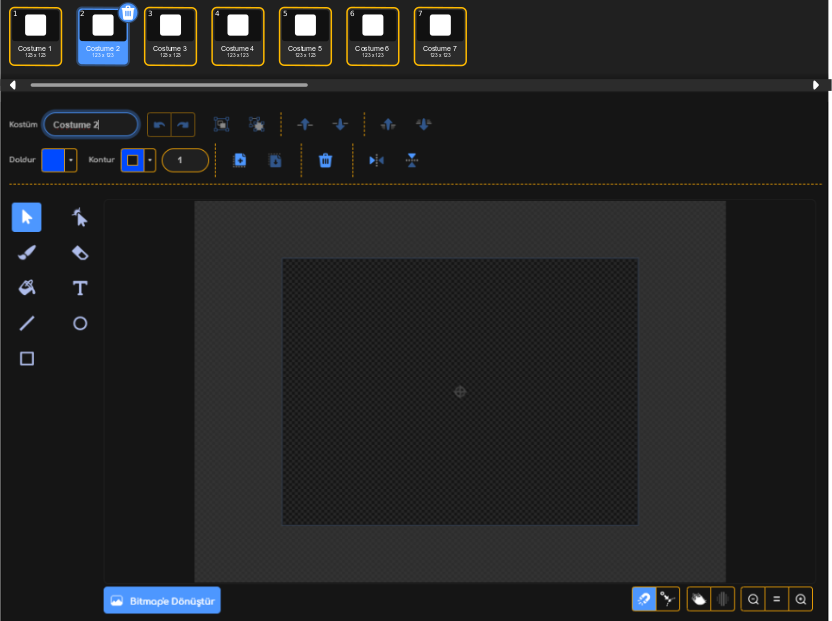 1 2 3 4 5 6 7
Costume 1 Costume 2 Costume 3 Costume 4 Costume 5 Costume 6 Costume 7
123 x 123 123 x 123 123 x 123 123 x 123 123 x 123 123 x 123 123 x 123
Kostüm Costume 2
Doldur Kontur 1
Bitmap'e Dönüştür